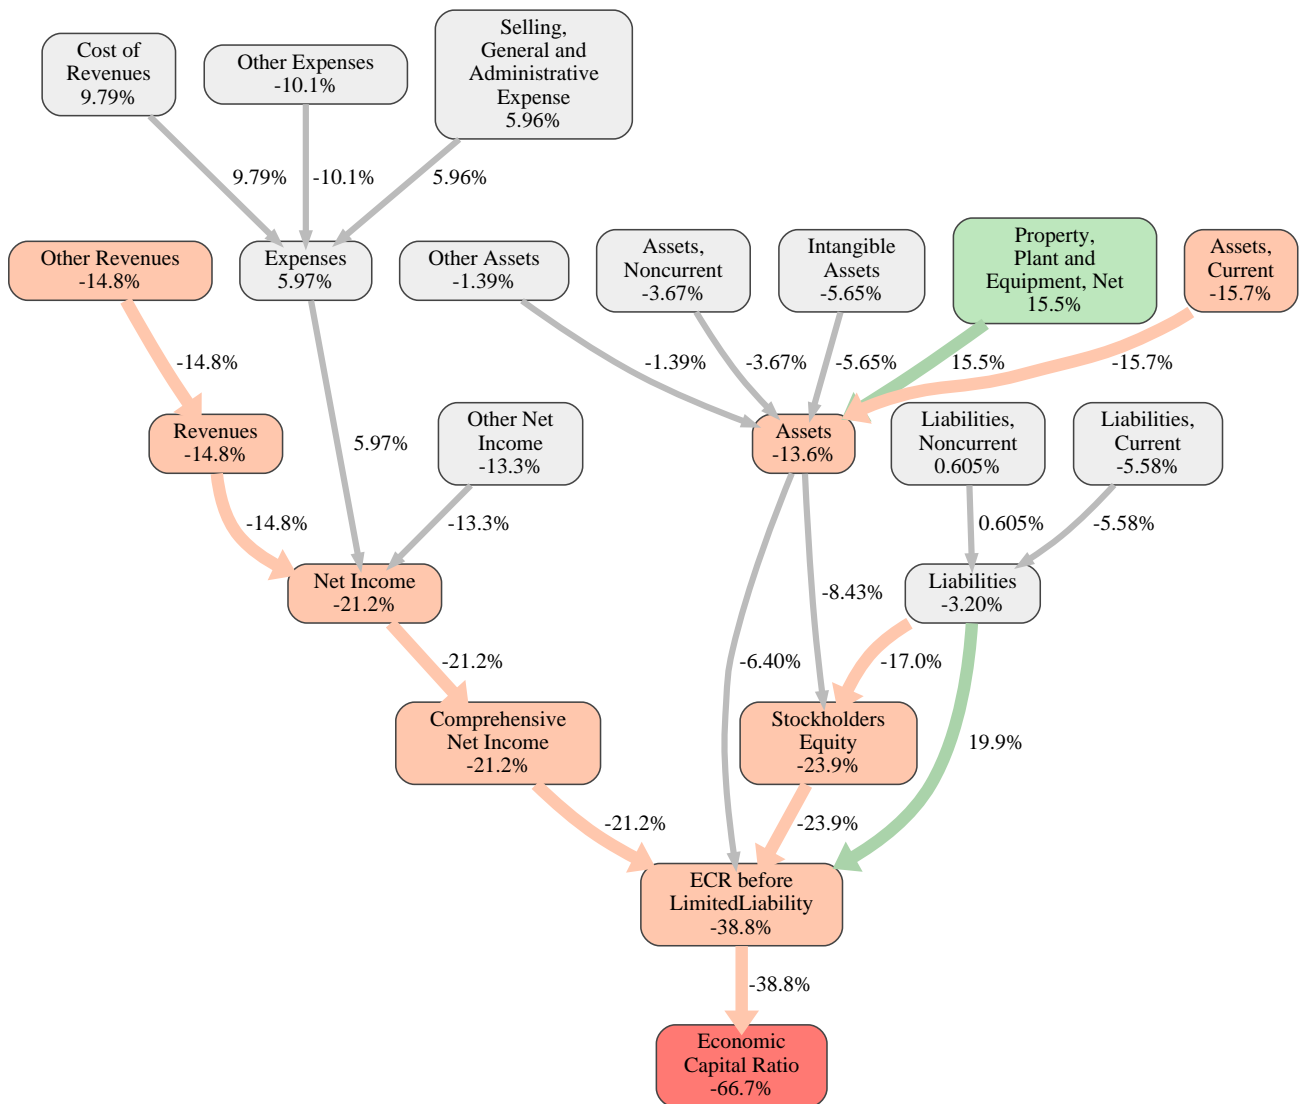 Cost of
Revenues
9.79%
Other Expenses
-10.1%
Selling,
General and
Administrative
Expense
5.96%
9.79%
-10.1%
5.96%
Other Revenues
-14.8%
Expenses
5.97%
Other Assets
-1.39%
Assets,
Noncurrent
-3.67%
Intangible
Assets
-5.65%
Property,
Plant and
Equipment, Net
15.5%
Assets,
Current
-15.7%
-14.8%
-1.39%
-3.67%
-5.65%
15.5%
-15.7%
Revenues
-14.8%
5.97%
Other Net
Income
-13.3%
Assets
-13.6%
Liabilities,
Noncurrent
0.605%
Liabilities,
Current
-5.58%
-14.8%
-13.3%
0.605%
-5.58%
Net Income
-21.2%
-8.43%
Liabilities
-3.20%
-21.2%
-6.40%
-17.0%
Comprehensive
Net Income
-21.2%
Stockholders
Equity
-23.9%
19.9%
-21.2%
-23.9%
ECR before
LimitedLiability
-38.8%
-38.8%
Economic
Capital Ratio
-66.7%